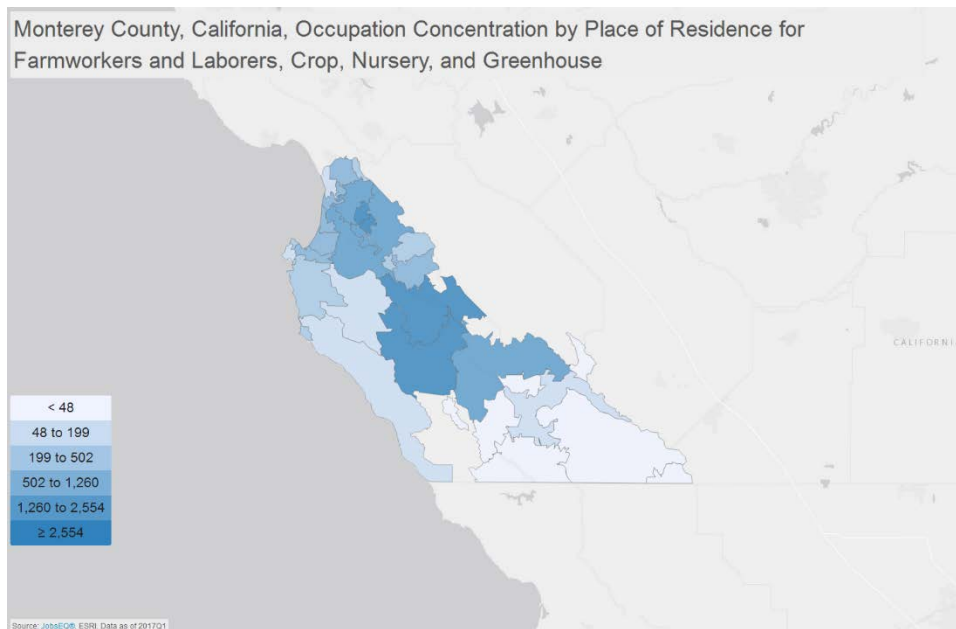 Monterey County, California, Occupation Concentration by Place of Residence for
Farmworkers and Laborers, Crop, Nursery, and Greenhouse
CALIFORNI
< 48
48 to 199
199 to 502
502 to 1,260
1,260 to 2,554
≥ 2,554
Source: JobsEQ®, ESRI, Data as of 2017Q1